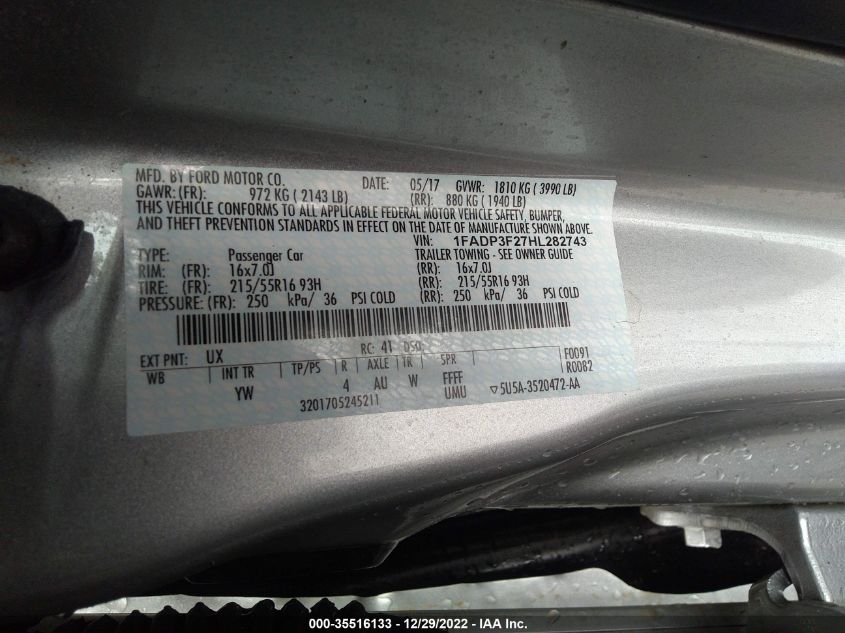 MFD. BY FORD MOTOR CO. DATE: 05/17 GVWR: 1810 KG ( 3990 LB)
GAWR: (FR): 972 KG ( 2143 LB) (RR): 880 KG ( 1940 LB)
THIS VEHICLE CONFORMS TO ALL APPLICABLE FEDERAL MOTOR VEHICLE SAFETY, BUMPER,
AND THEFT PREVENTION STANDARDS IN EFFECT ON THE DATE OF MANUFACTURE SHOWN ABOVE.
VIN: 1FADP3F27HL282743
TYPE: Passenger Car TRAILER TOWING - SEE OWNER GUIDE
RIM: (FR): 16x7.0J (RR): 16x7.0J
TIRE: (FR): 215/55R16 93H (RR): 215/55R16 93H
PRESSURE: (FR): 250 kPa/ 36 PSI COLD (RR): 250 kPa/ 36 PSI COLD
EXT PNT: UX RC: 41 DSO: F0091
WB INT TR TP/PS R AXLE TR SPR R0082
YW 4 AU W FFFF
3201705245211 UMU ▽5U5A-3520472-AA
000-35516133 - 12/29/2022 - IAA Inc.